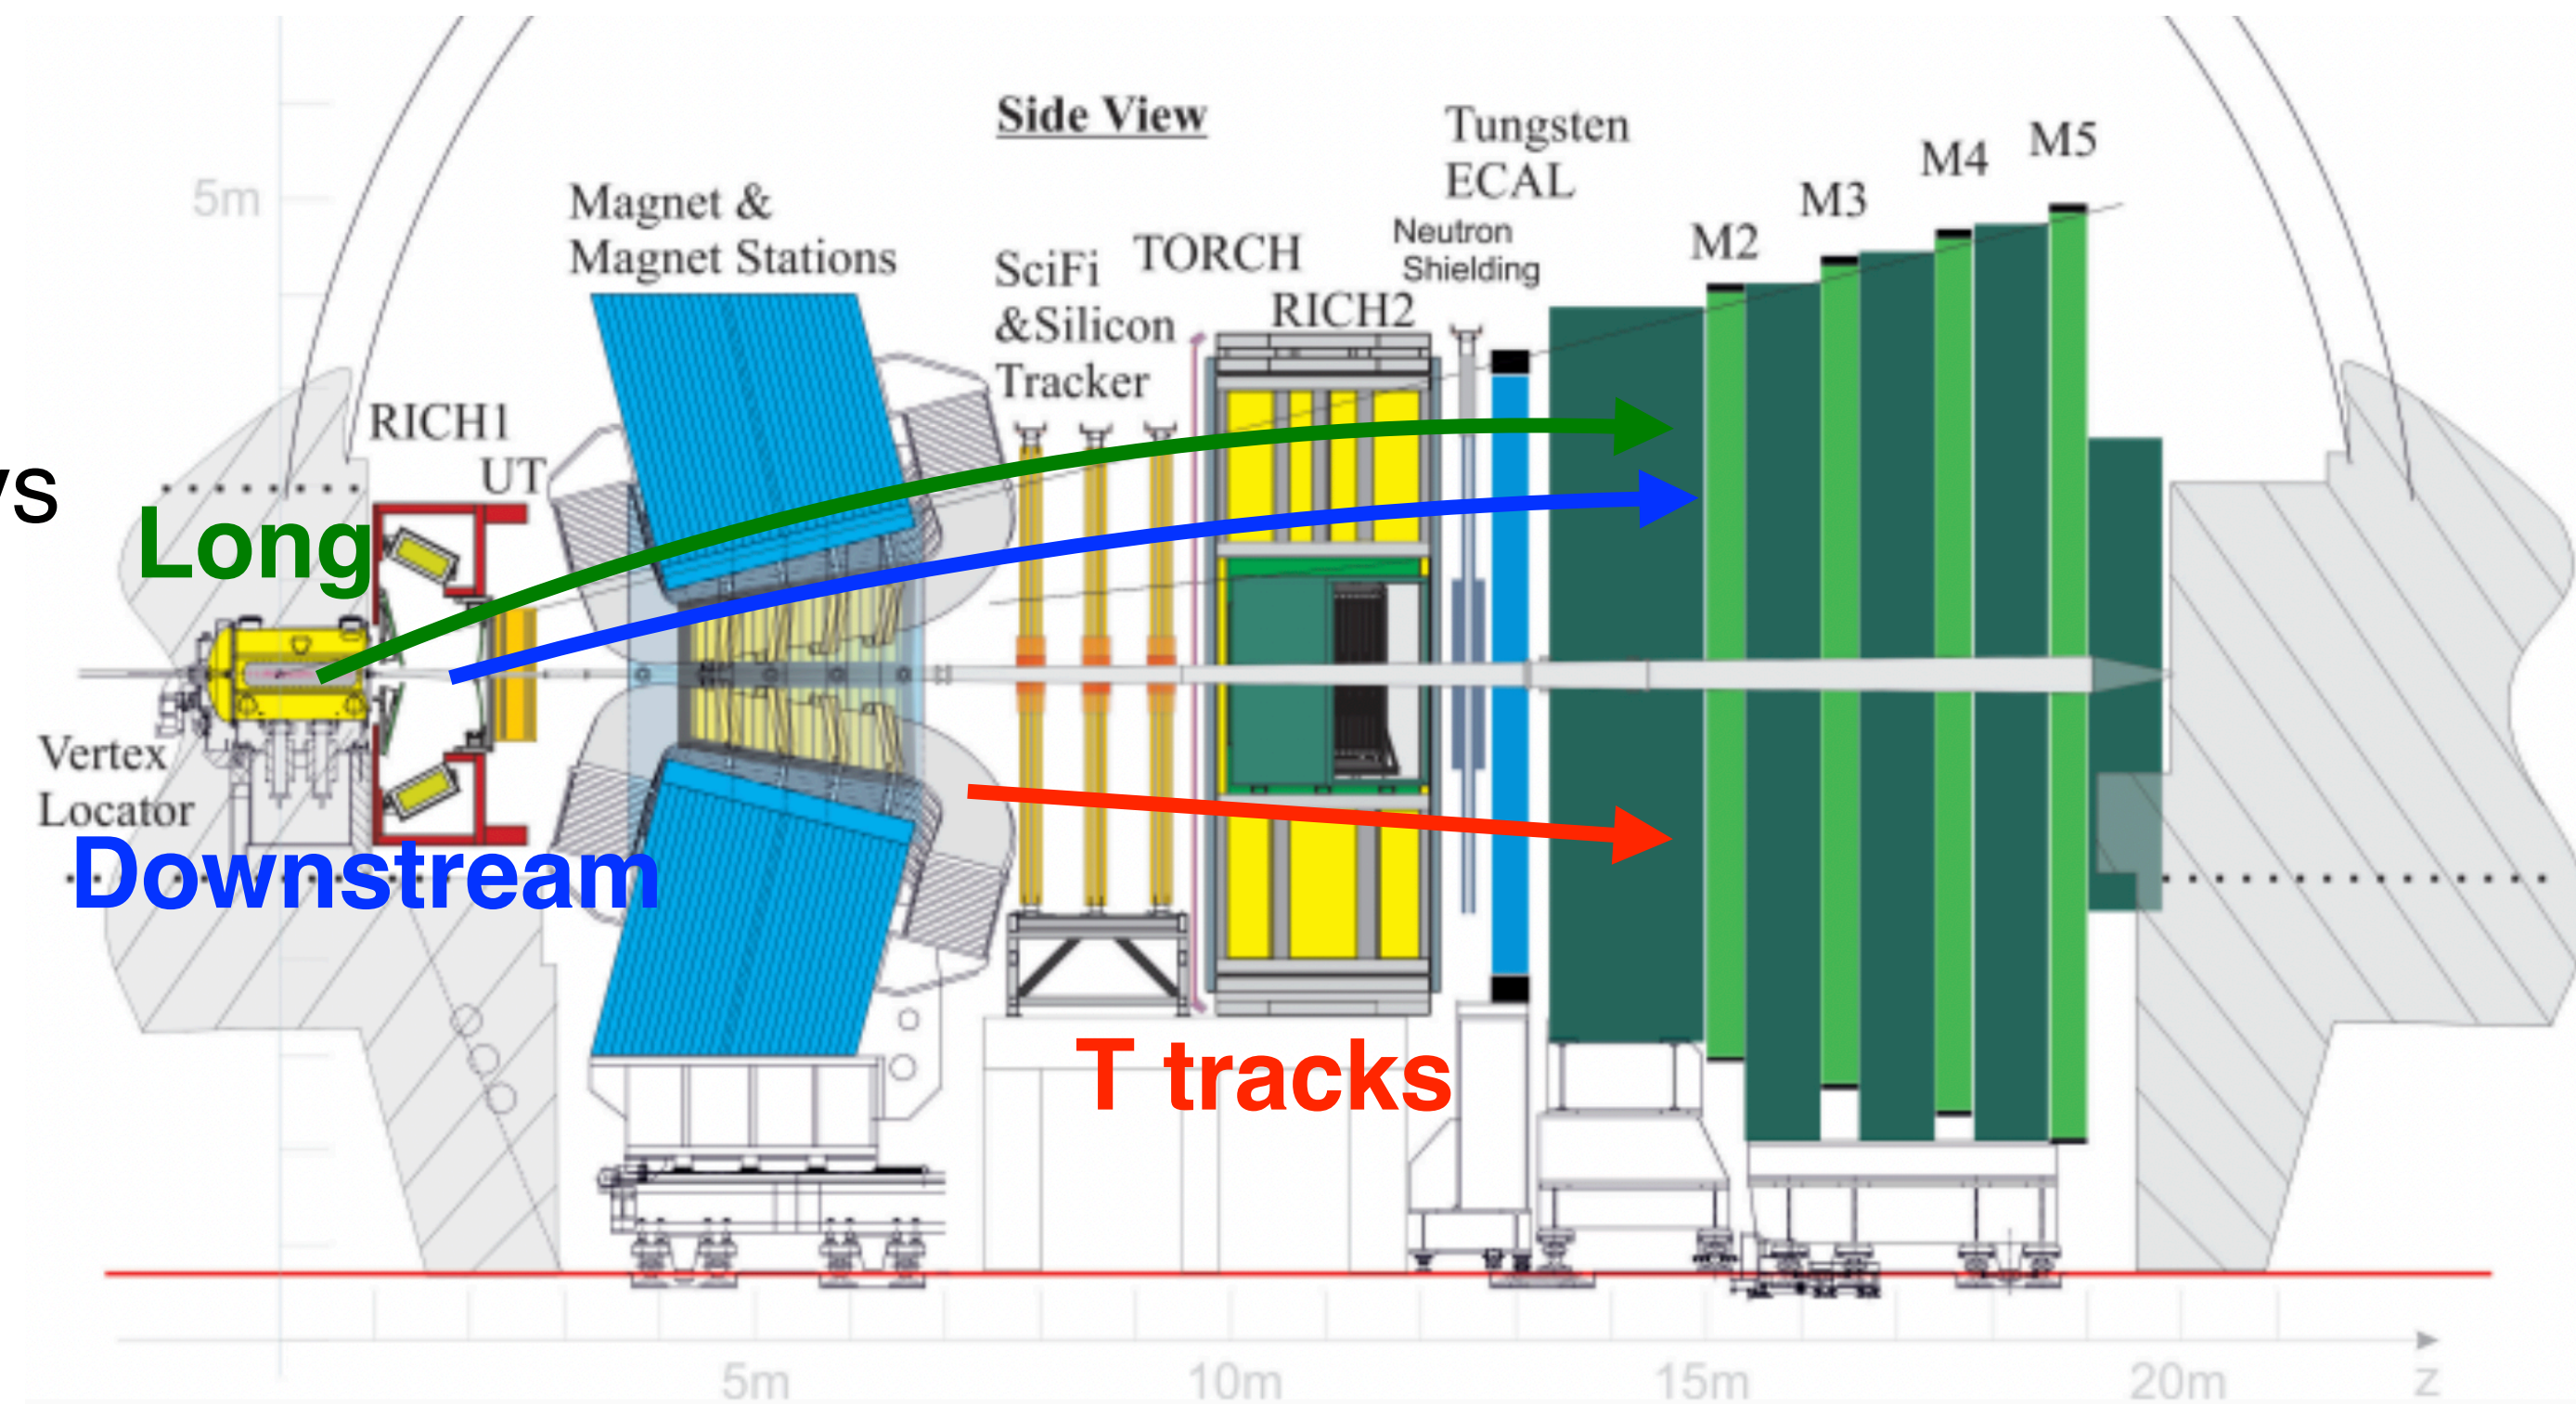 Side View
Tungsten
ECAL
M5
M4
M3
M2
5m
Magnet &
Magnet Stations
Neutron
Shielding
SciFi
&Silicon
Tracker
TORCH
RICH2
RICH1
UT
ys
Long
Vertex
Locator
Downstream
T tracks
5m
10m
15m
20m
z